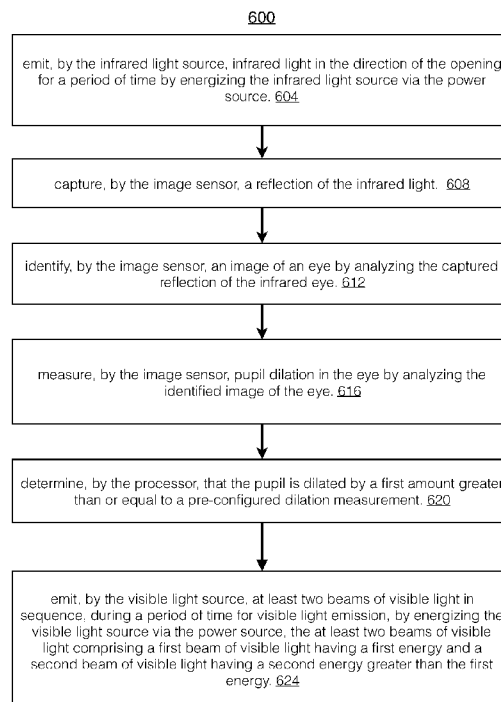 600
emit, by the infrared light source, infrared light in the direction of the opening
for a period of time by energizing the infrared light source via the power
source. 604
capture, by the image sensor, a reflection of the infrared light. 608
identify, by the image sensor, an image of an eye by analyzing the captured
reflection of the infrared eye. 612
measure, by the image sensor, pupil dilation in the eye by analyzing the
identified image of the eye. 616
determine, by the processor, that the pupil is dilated by a first amount greater
than or equal to a pre-configured dilation measurement. 620
emit, by the visible light source, at least two beams of visible light in
sequence, during a period of time for visible light emission, by energizing the
visible light source via the power source, the at least two beams of visible
light comprising a first beam of visible light having a first energy and a
second beam of visible light having a second energy greater than the first
energy. 624